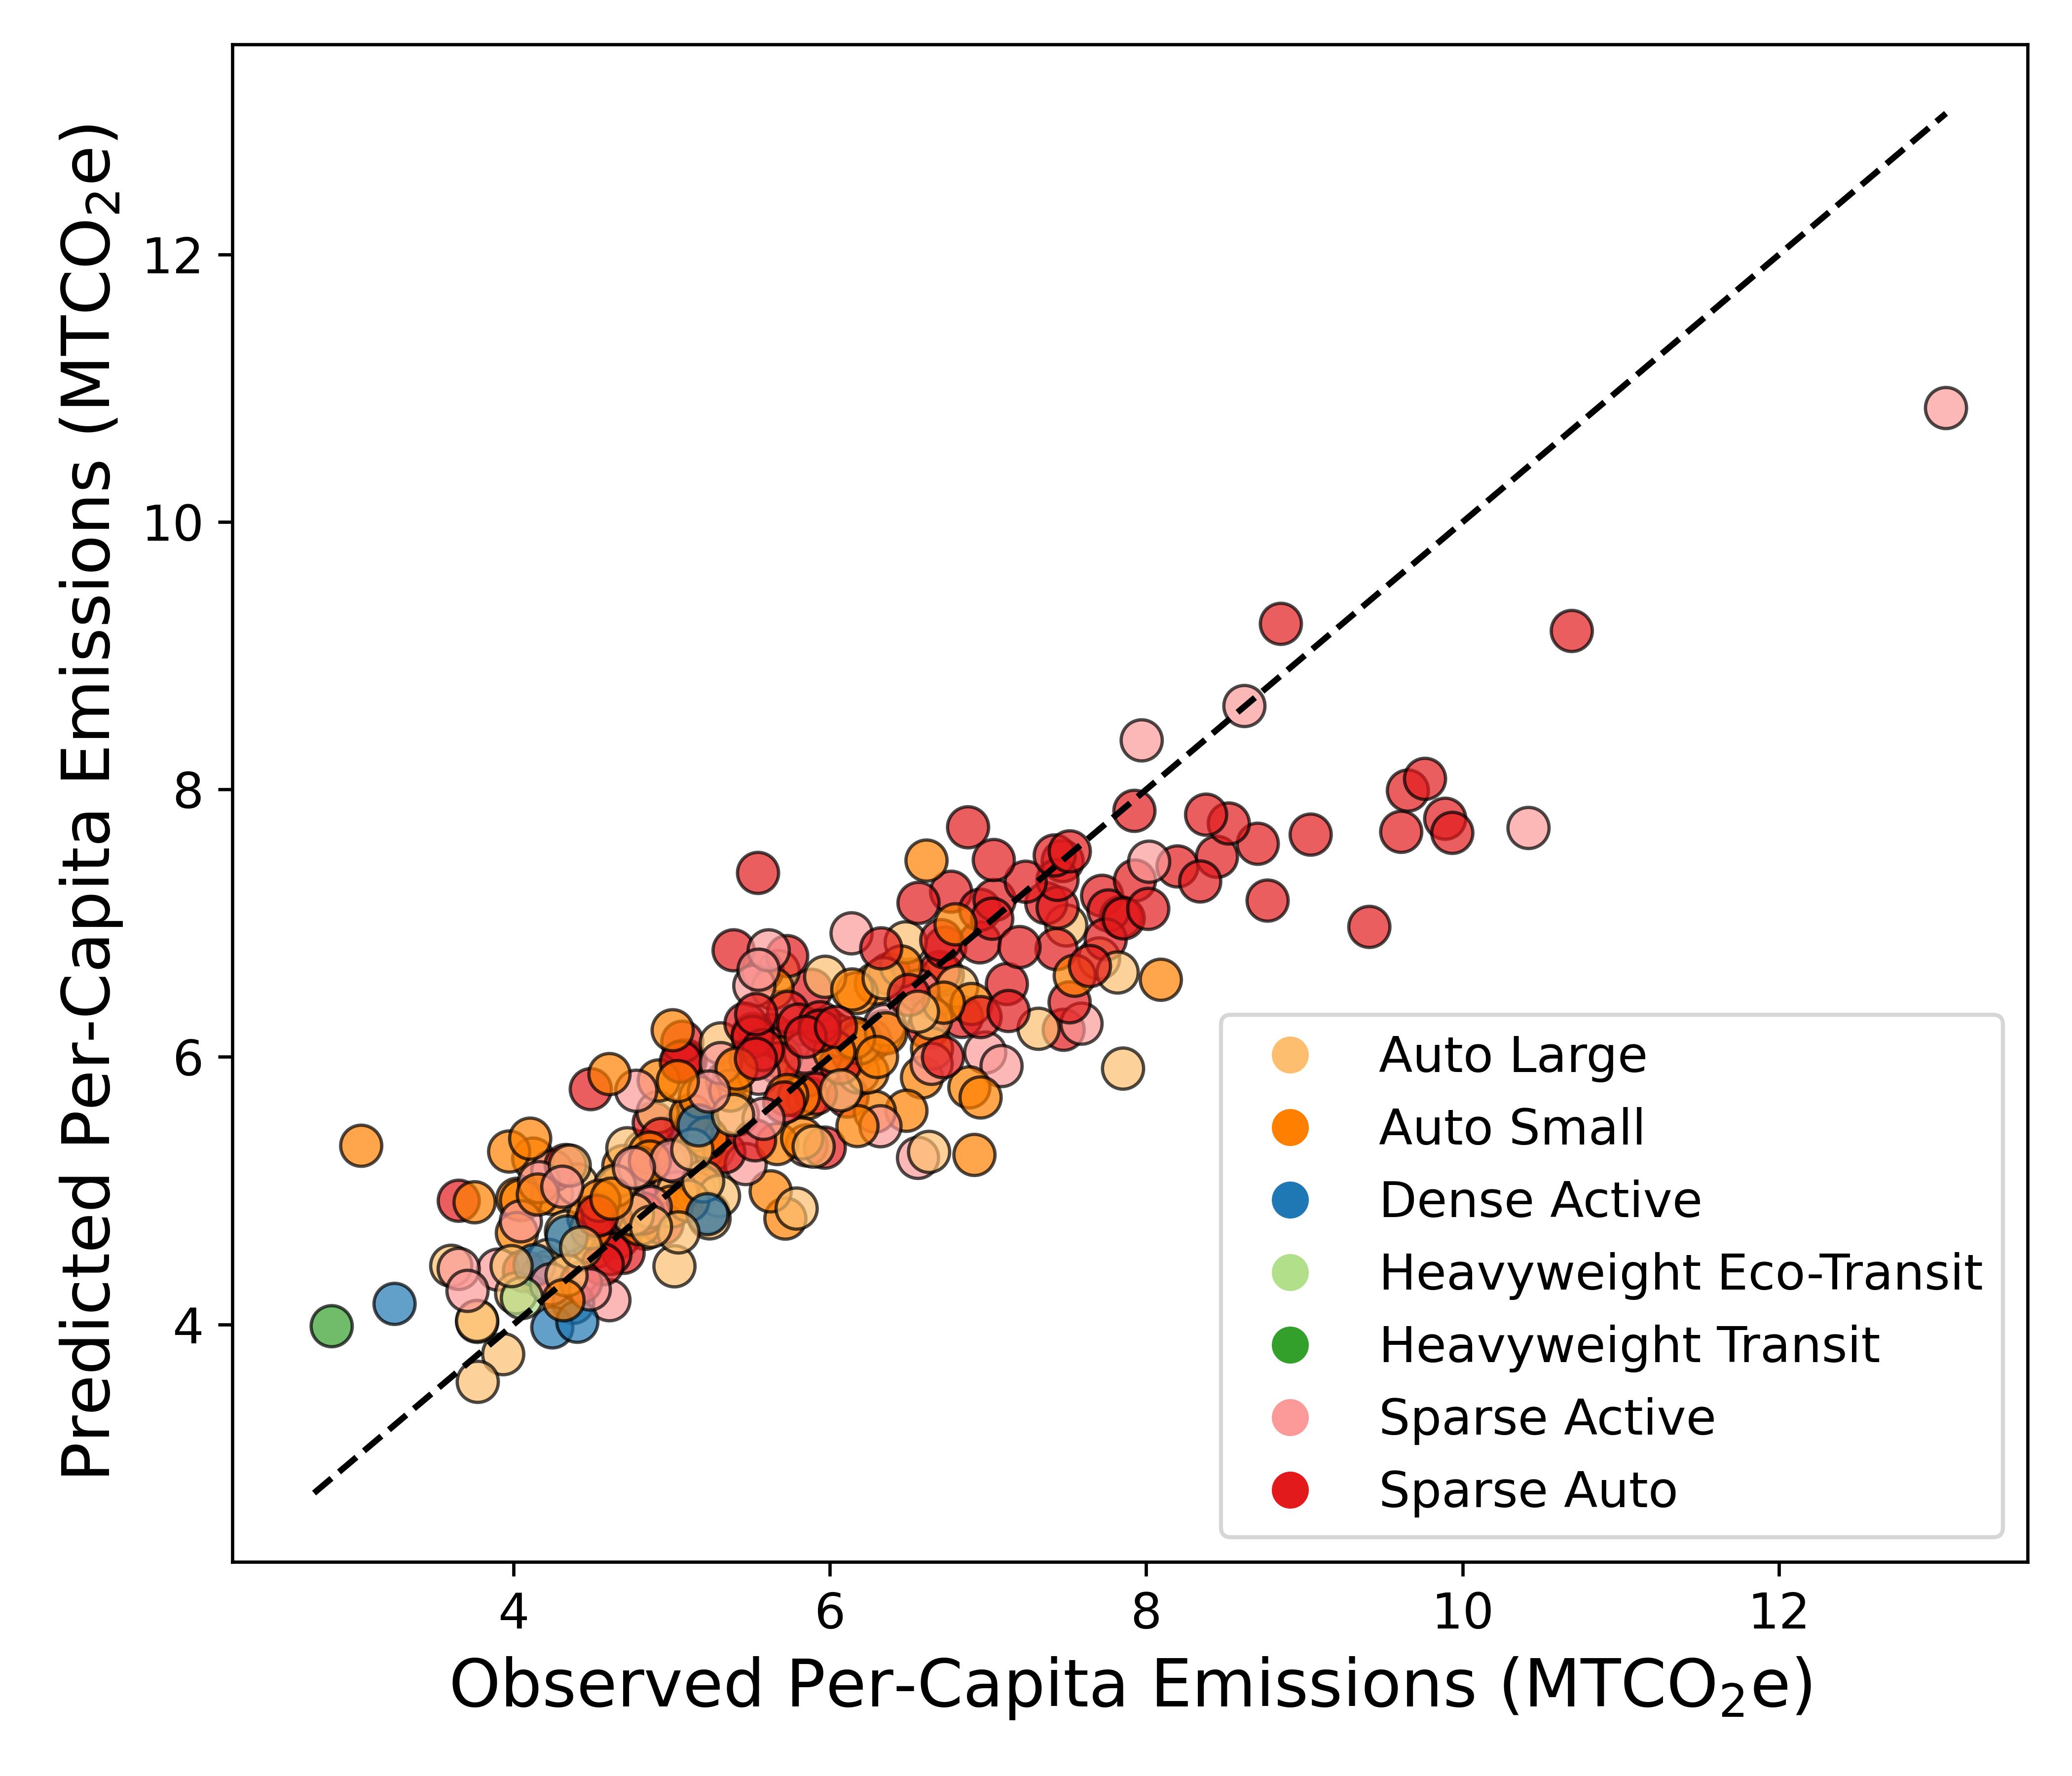 Predicted Per-Capita Emissions (MTCO₂e)
12
10
8
6
4
4 6 8 10 12
Observed Per-Capita Emissions (MTCO₂e)
Auto Large
Auto Small
Dense Active
Heavyweight Eco-Transit
Heavyweight Transit
Sparse Active
Sparse Auto